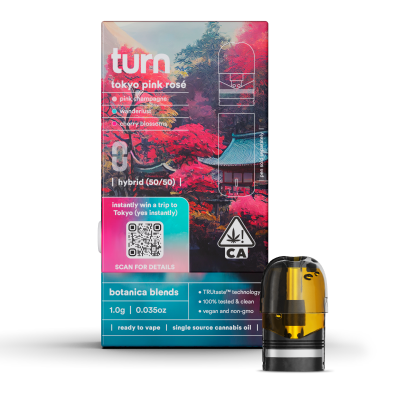 turn
tokyo pink rosé
pink champagne
wonderlust
cherry blossoms
| hybrid (50/50) |
instantly win a trip to
Tokyo (yes instantly)
SCAN FOR DETAILS
CA
botanica blends
1.0g | 0.035oz
• TRUtaste™ technology
• 100% tested & clean
• vegan and non-gmo
| ready to vape | single source cannabis oil |